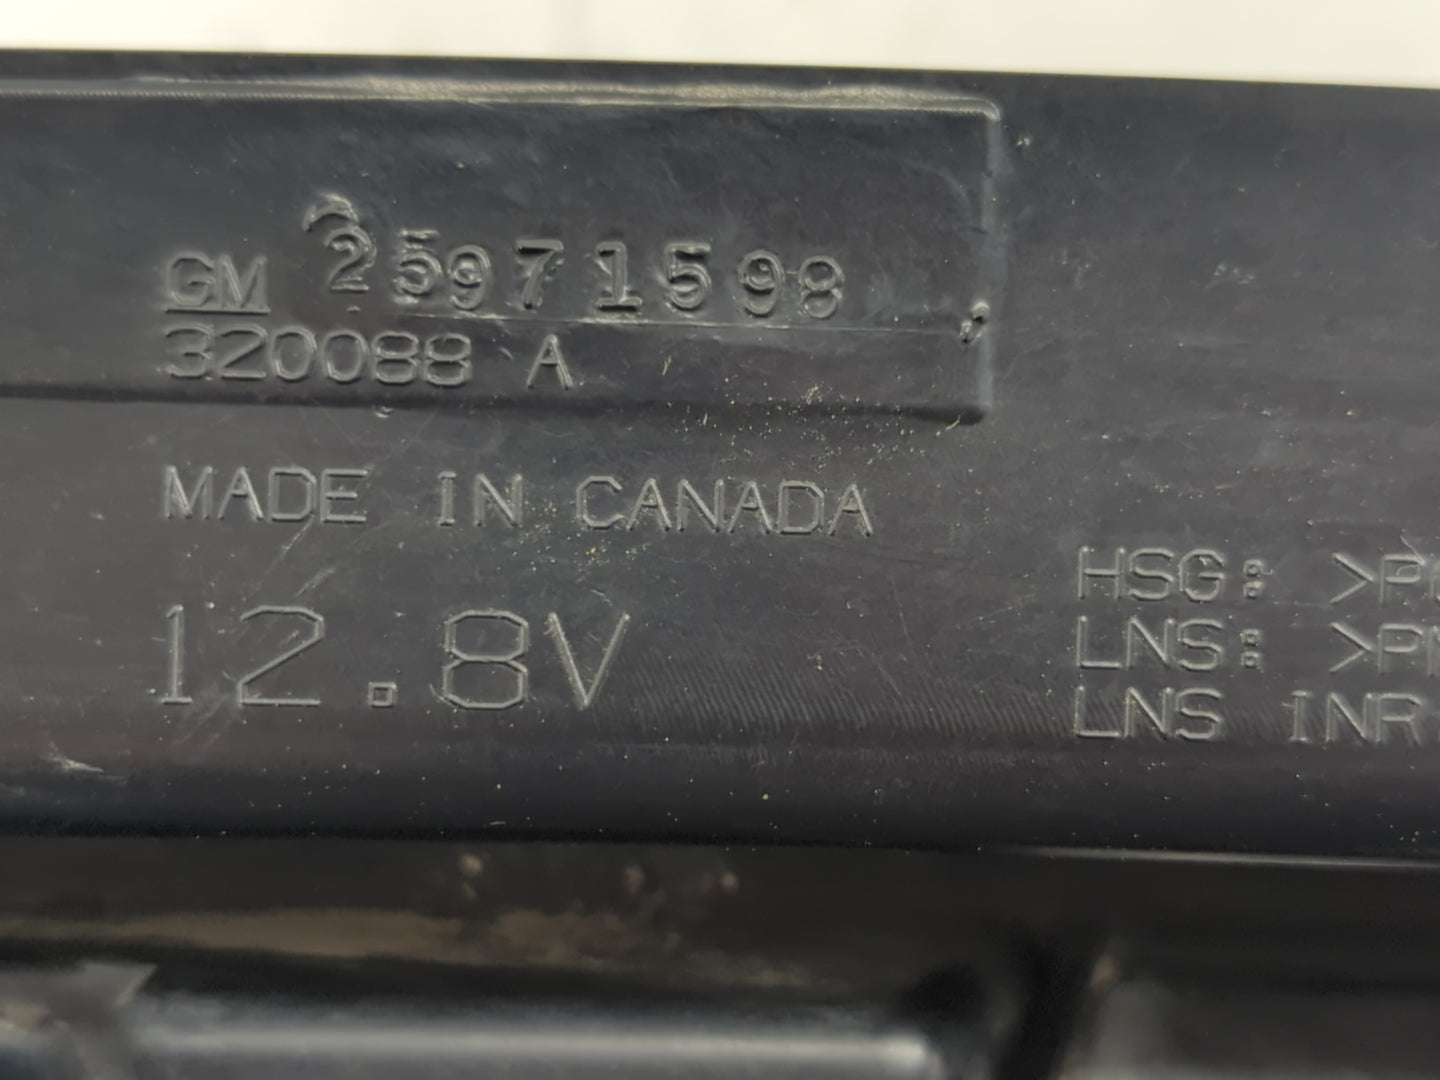 GM 25971598
320088 A
MADE IN CANADA
12.8V
HSG: >P
LNS: >P
LNS INR